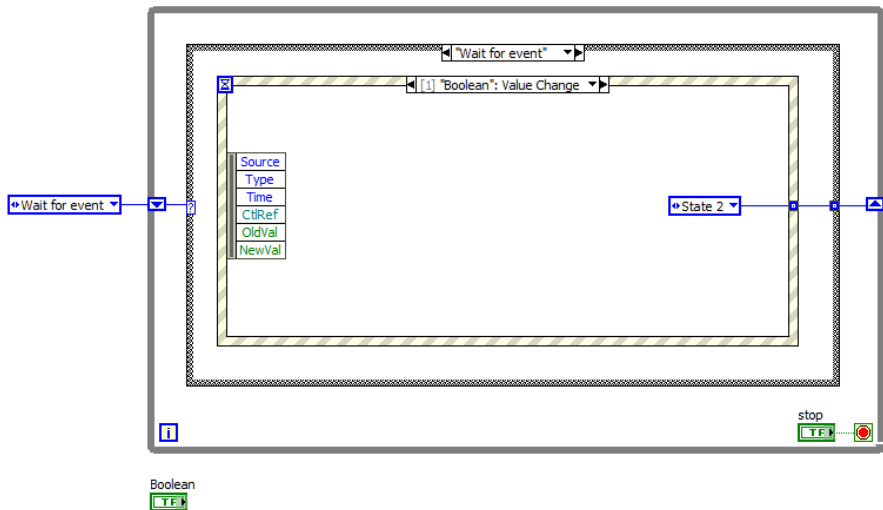 "Wait for event"
[1] "Boolean": Value Change
Source
Type
Time
CtlRef
OldVal
NewVal
Wait for event
?
State 2
i
stop
TF
Boolean
TF